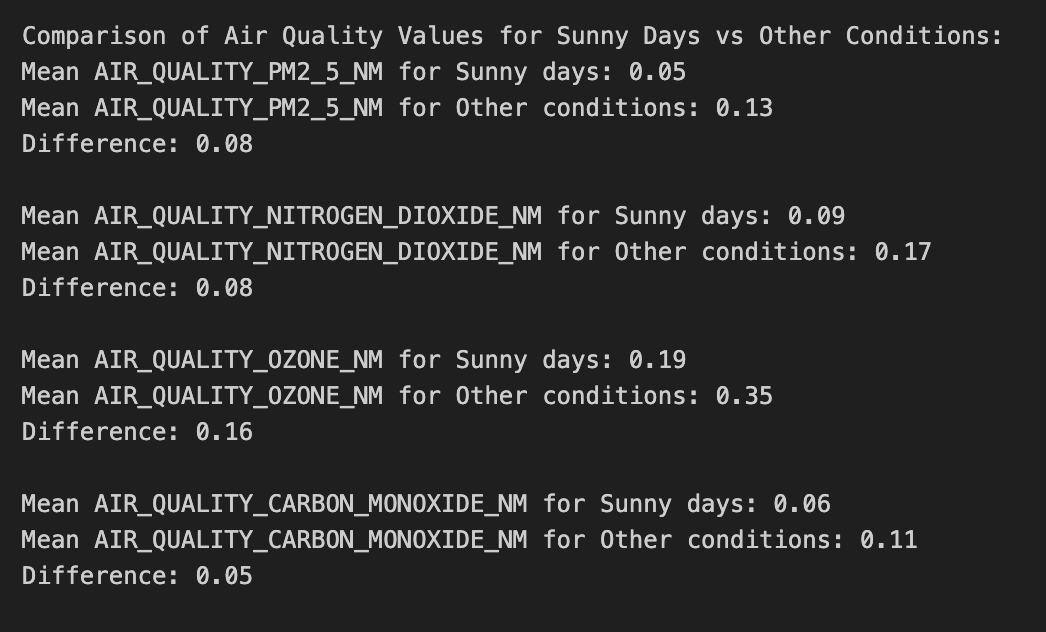 Comparison of Air Quality Values for Sunny Days vs Other Conditions:
Mean AIR_QUALITY_PM2_5_NM for Sunny days: 0.05
Mean AIR_QUALITY_PM2_5_NM for Other conditions: 0.13
Difference: 0.08
Mean AIR_QUALITY_NITROGEN_DIOXIDE_NM for Sunny days: 0.09
Mean AIR_QUALITY_NITROGEN_DIOXIDE_NM for Other conditions: 0.17
Difference: 0.08
Mean AIR_QUALITY_OZONE_NM for Sunny days: 0.19
Mean AIR_QUALITY_OZONE_NM for Other conditions: 0.35
Difference: 0.16
Mean AIR_QUALITY_CARBON_MONOXIDE_NM for Sunny days: 0.06
Mean AIR_QUALITY_CARBON_MONOXIDE_NM for Other conditions: 0.11
Difference: 0.05